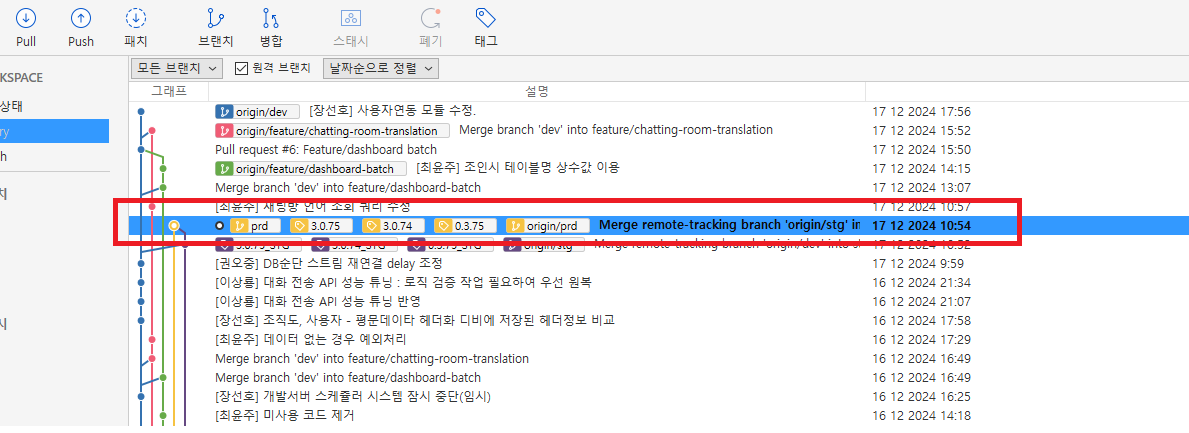 Pull Push 패치 브랜치 병합 스태시 폐기 태그
KSPACE 모든 브랜치 원격 브랜치 날짜순으로 정렬
그래프 설명
상태 origin/dev [장선호] 사용자연동 모듈 수정. 17 12 2024 17:56
ry origin/feature/chatting-room-translation Merge branch 'dev' into feature/chatting-room-translation 17 12 2024 15:52
h Pull request #6: Feature/dashboard batch 17 12 2024 15:50
origin/feature/dashboard-batch [최윤주] 조인시 테이블명 상수값 이용 17 12 2024 14:15
Merge branch 'dev' into feature/dashboard-batch 17 12 2024 13:07
[최윤주] 채팅방 언어 조회 쿼리 수정 17 12 2024 10:57
prd 3.0.75 3.0.74 0.3.75 origin/prd Merge remote-tracking branch 'origin/stg' in 17 12 2024 10:54
3.0.75_STG 3.0.74_STG 0.3.75_STG origin/stg Merge remote-tracking branch 'origin/dev' into st 17 12 2024 10:52
[권오중] DB순단 스트림 재연결 delay 조정 17 12 2024 9:59
[이상룡] 대화 전송 API 성능 튜닝 : 로직 검증 작업 필요하여 우선 원복 16 12 2024 21:34
[이상룡] 대화 전송 API 성능 튜닝 반영 16 12 2024 21:07
[장선호] 조직도, 사용자 - 평문데이타 헤더화 디비에 저장된 헤더정보 비교 16 12 2024 17:58
[최윤주] 데이터 없는 경우 예외처리 16 12 2024 17:29
Merge branch 'dev' into feature/chatting-room-translation 16 12 2024 16:49
Merge branch 'dev' into feature/dashboard-batch 16 12 2024 16:49
[장선호] 개발서버 스케쥴러 시스템 잠시 중단(임시) 16 12 2024 16:25
[최윤주] 미사용 코드 제거 16 12 2024 14:18